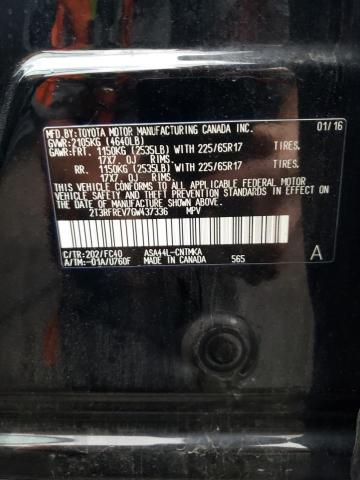 MFD.BY:TOYOTA MOTOR MANUFACTURING CANADA INC. 01/16
GVWR:2105KG (4640LB)
GAWR:FRT. 1150KG (2535LB) WITH 225/65R17 TIRES.
17X7. 0J RIMS.
RR. 1150KG (2535LB) WITH 225/65R17 TIRES.
17X7. 0J RIMS.
THIS VEHICLE CONFORMS TO ALL APPLICABLE FEDERAL MOTOR
VEHICLE SAFETY AND THEFT PREVENTION STANDARDS IN EFFECT
ON THE DATE OF MANUFACTURE SHOWN ABOVE.
2T3RFREV7GW437336 MPV
C/TR:202/FC40 ASA44L-CNTMKA A
A/TM:-01A/U760F MADE IN CANADA 565